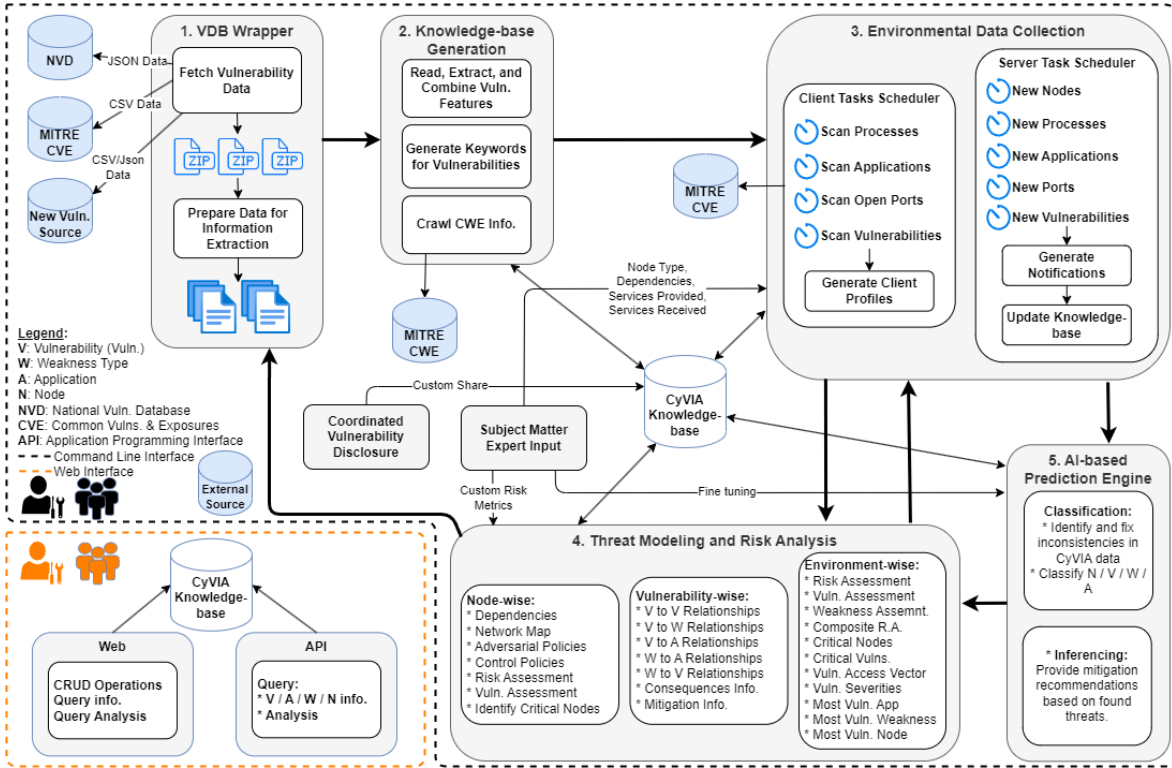 1. VDB Wrapper
NVD
JSON Data
Fetch Vulnerability
Data
CSV Data
MITRE
CVE
ZIP
ZIP
ZIP
CSV/Json
Data
New Vuln.
Source
Prepare Data for
Information
Extraction
2. Knowledge-base
Generation
Read, Extract, and
Combine Vuln.
Features
Generate Keywords
for Vulnerabilities
Crawl CWE Info.
MITRE
CWE
3. Environmental Data Collection
Client Tasks Scheduler
Scan Processes
Scan Applications
Scan Open Ports
Scan Vulnerabilities
Generate Client
Profiles
MITRE
CVE
Server Task Scheduler
New Nodes
New Processes
New Applications
New Ports
New Vulnerabilities
Generate
Notifications
Update Knowledge-
base
Node Type,
Dependencies,
Services Provided,
Services Received
Legend:
V: Vulnerability (Vuln.)
W: Weakness Type
A: Application
N: Node
NVD: National Vuln. Database
CVE: Common Vulns. & Exposures
API: Application Programming Interface
Command Line Interface
Web Interface
External
Source
Custom Share
Coordinated
Vulnerability
Disclosure
Subject Matter
Expert Input
CyVIA
Knowledge-
base
Custom Risk
Metrics
Fine tuning
4. Threat Modeling and Risk Analysis
Node-wise:
* Dependencies
* Network Map
* Adversarial Policies
* Control Policies
* Risk Assessment
* Vuln. Assessment
* Identify Critical Nodes
Vulnerability-wise:
* V to V Relationships
* V to W Relationships
* V to A Relationships
* W to A Relationships
* W to V Relationships
* Consequences Info.
* Mitigation Info.
Environment-wise:
* Risk Assessment
* Vuln. Assessment
* Weakness Assemnt.
* Composite R.A.
* Critical Nodes
* Critical Vulns.
* Vuln. Access Vector
* Vuln. Severities
* Most Vuln. App
* Most Vuln. Weakness
* Most Vuln. Node
5. AI-based
Prediction Engine
Classification:
* Identify and fix
inconsistencies in
CyVIA data
* Classify N / V / W /
A
* Inferencing:
Provide mitigation
recommendations
based on found
threats.
CyVIA
Knowledge-
base
Web
CRUD Operations
Query info.
Query Analysis
API
Query:
* V / A / W / N info.
* Analysis